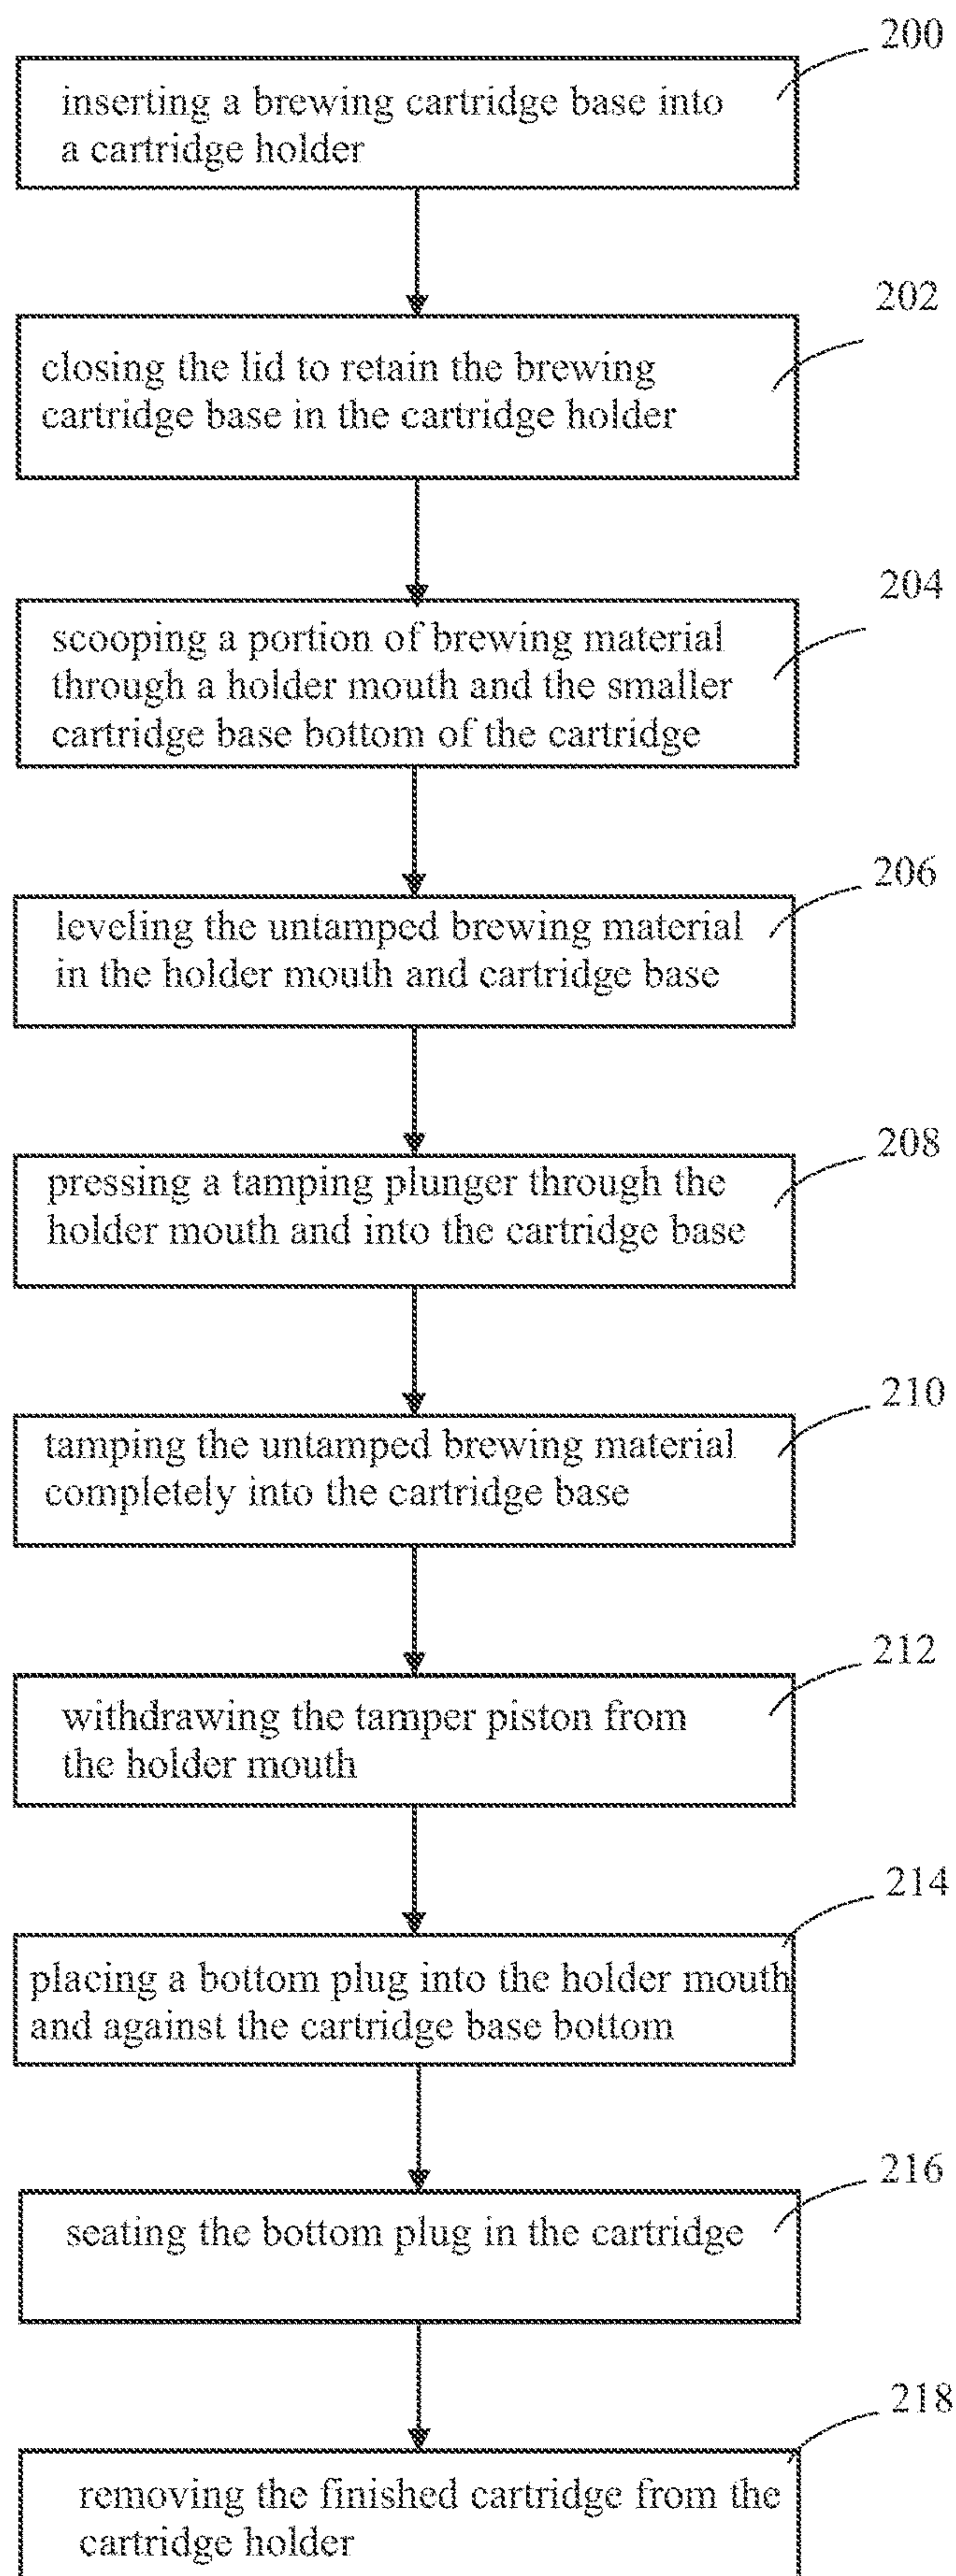 200
inserting a brewing cartridge base into
a cartridge holder
202
closing the lid to retain the brewing
cartridge base in the cartridge holder
204
scooping a portion of brewing material
through a holder mouth and the smaller
cartridge base bottom of the cartridge
206
leveling the untamped brewing material
in the holder mouth and cartridge base
208
pressing a tamping plunger through the
holder mouth and into the cartridge base
210
tamping the untamped brewing material
completely into the cartridge base
212
withdrawing the tamper piston from
the holder mouth
214
placing a bottom plug into the holder mouth
and against the cartridge base bottom
216
seating the bottom plug in the cartridge
218
removing the finished cartridge from the
cartridge holder